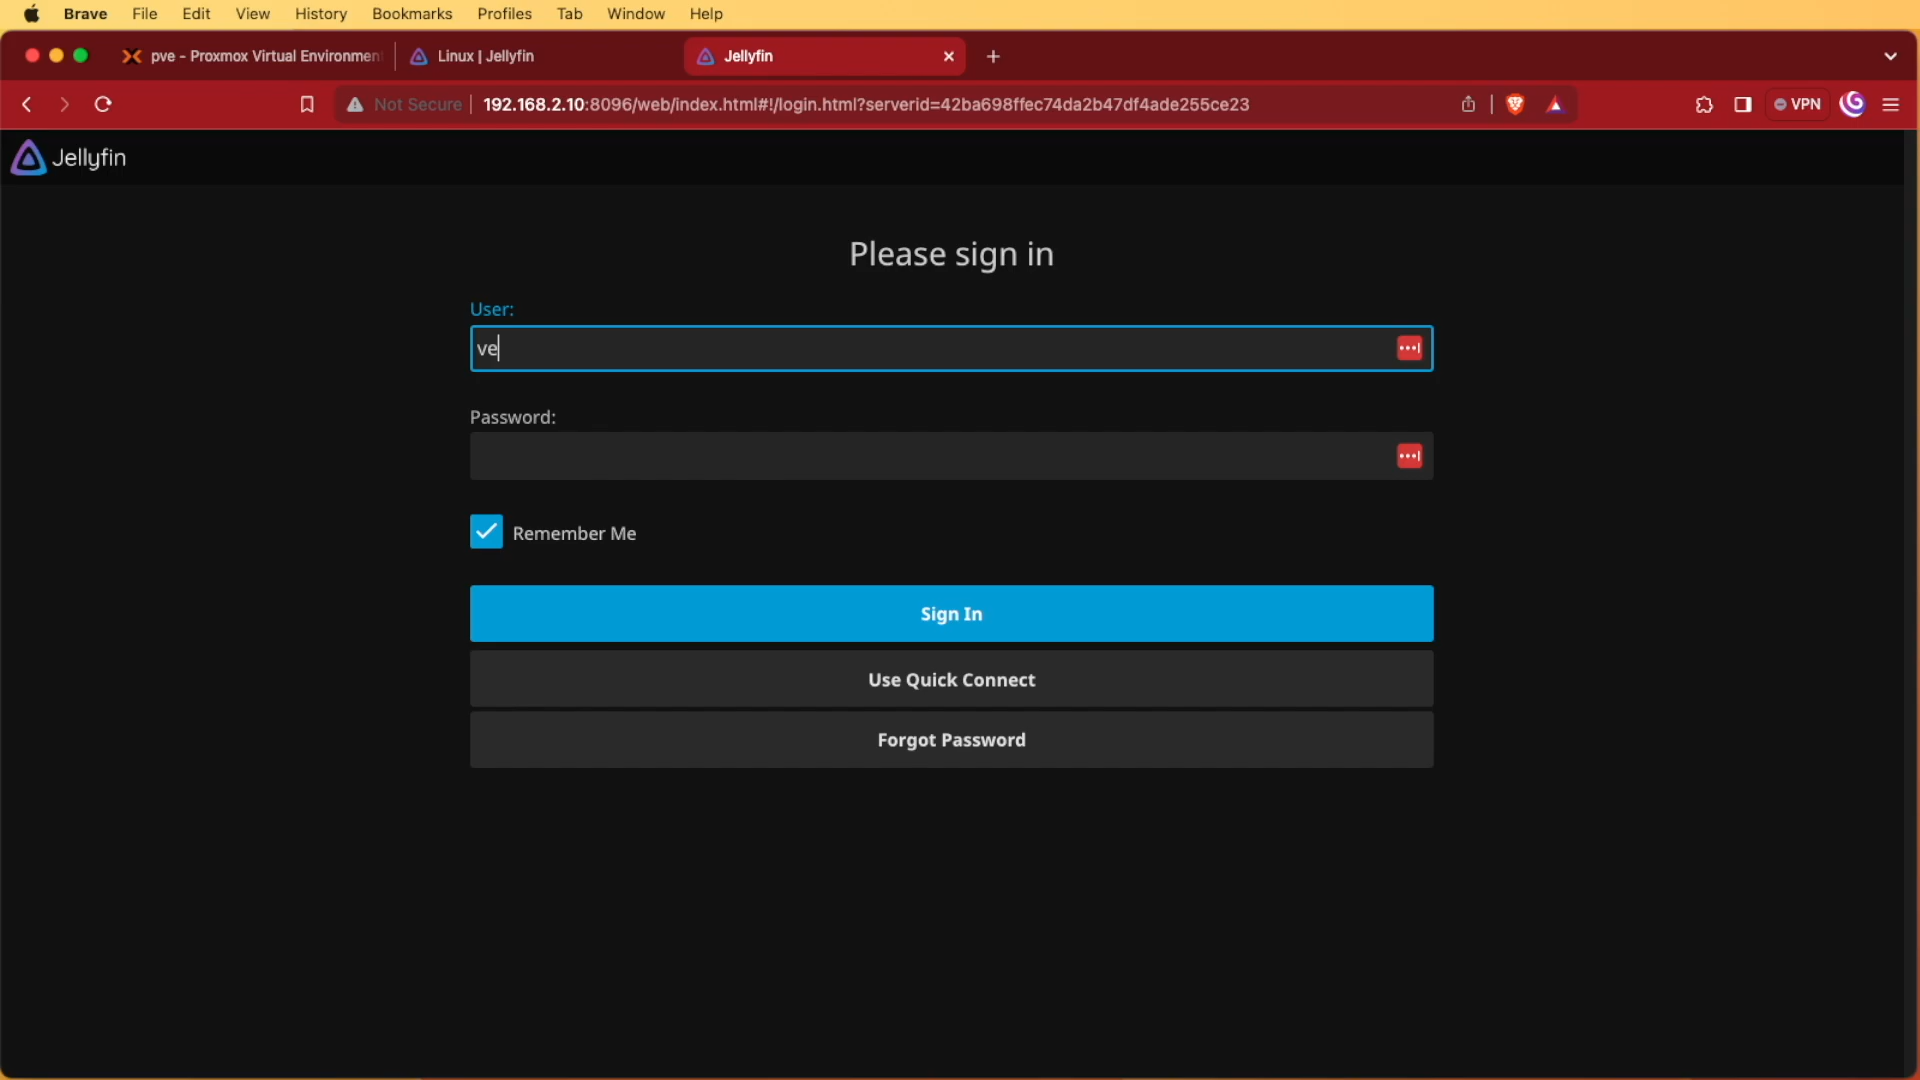 Brave File Edit View History Bookmarks Profiles Tab Window Help
pve - Proxmox Virtual Environmen Linux | Jellyfin Jellyfin
Not Secure 192.168.2.10:8096/web/index.html#!/login.html?serverid=42ba698ffec74da2b47df4ade255ce23 VPN
Jellyfin
Please sign in
User:
ve
Password:
Remember Me
Sign In
Use Quick Connect
Forgot Password